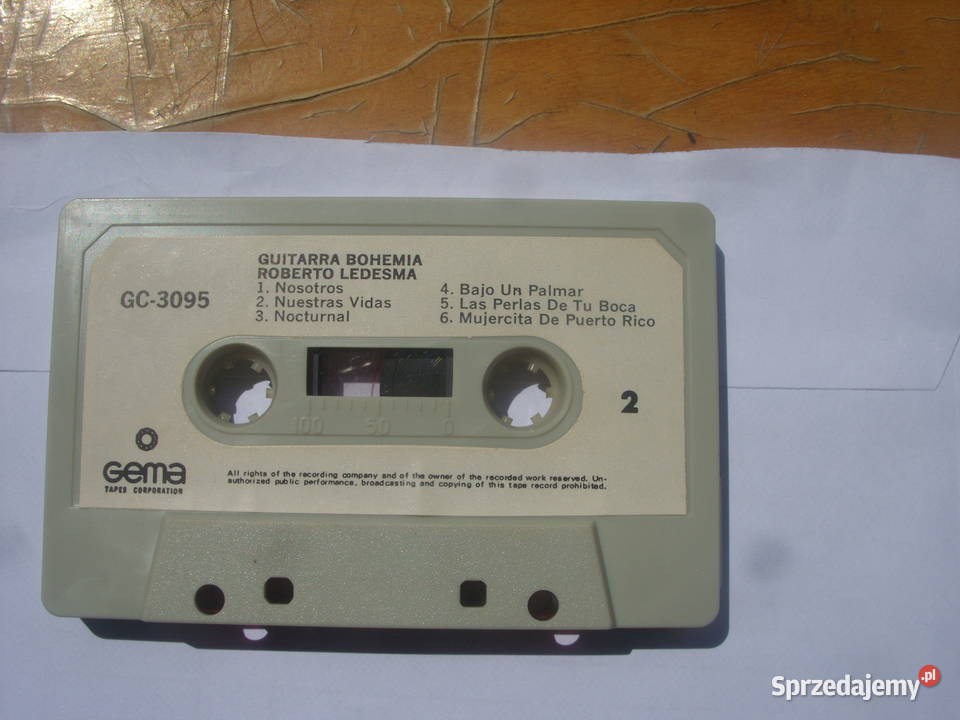 GUITARRA BOHEMIA
ROBERTO LEDESMA
GC-3095
1. Nosotros
2. Nuestras Vidas
3. Nocturnal
4. Bajo Un Palmar
5. Las Perlas De Tu Boca
6. Mujercita De Puerto Rico
100 50 0
2
Gema
TAPES CORPORATION
All rights of the recording company and of the owner of the recorded work reserved. Un-
authorized public performance, broadcasting and copying of this tape record prohibited.
Sprzedajemy.pl